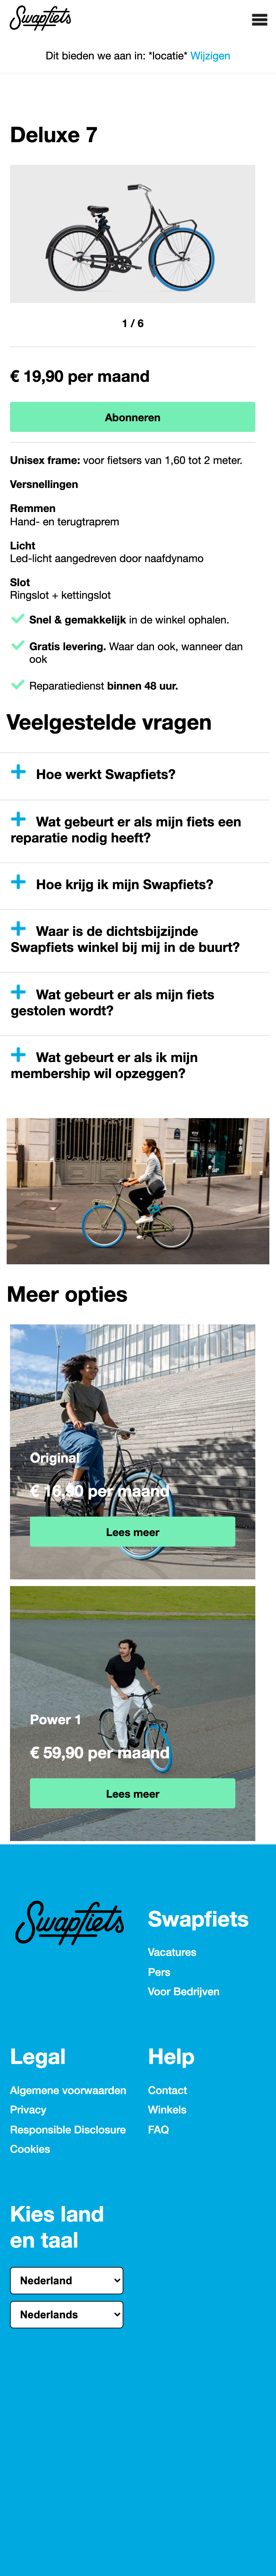 Swapfiets
Dit bieden we aan in: *locatie* Wijzigen
Deluxe 7
1 / 6
€ 19,90 per maand
Abonneren
Unisex frame: voor fietsers van 1,60 tot 2 meter.
Versnellingen
Remmen
Hand- en terugtraprem
Licht
Led-licht aangedreven door naafdynamo
Slot
Ringslot + kettingslot
Snel & gemakkelijk in de winkel ophalen.
Gratis levering. Waar dan ook, wanneer dan
ook
Reparatiedienst binnen 48 uur.
Veelgestelde vragen
Hoe werkt Swapfiets?
Wat gebeurt er als mijn fiets een
reparatie nodig heeft?
Hoe krijg ik mijn Swapfiets?
Waar is de dichtsbijzijnde
Swapfiets winkel bij mij in de buurt?
Wat gebeurt er als mijn fiets
gestolen wordt?
Wat gebeurt er als ik mijn
membership wil opzeggen?
Meer opties
Original
€ 16,90 per maand
Lees meer
Power 1
€ 59,90 per maand
Lees meer
Swapfiets
Swapfiets
Vacatures
Pers
Voor Bedrijven
Legal
Algemene voorwaarden
Privacy
Responsible Disclosure
Cookies
Help
Contact
Winkels
FAQ
Kies land
en taal
Nederland
Nederlands